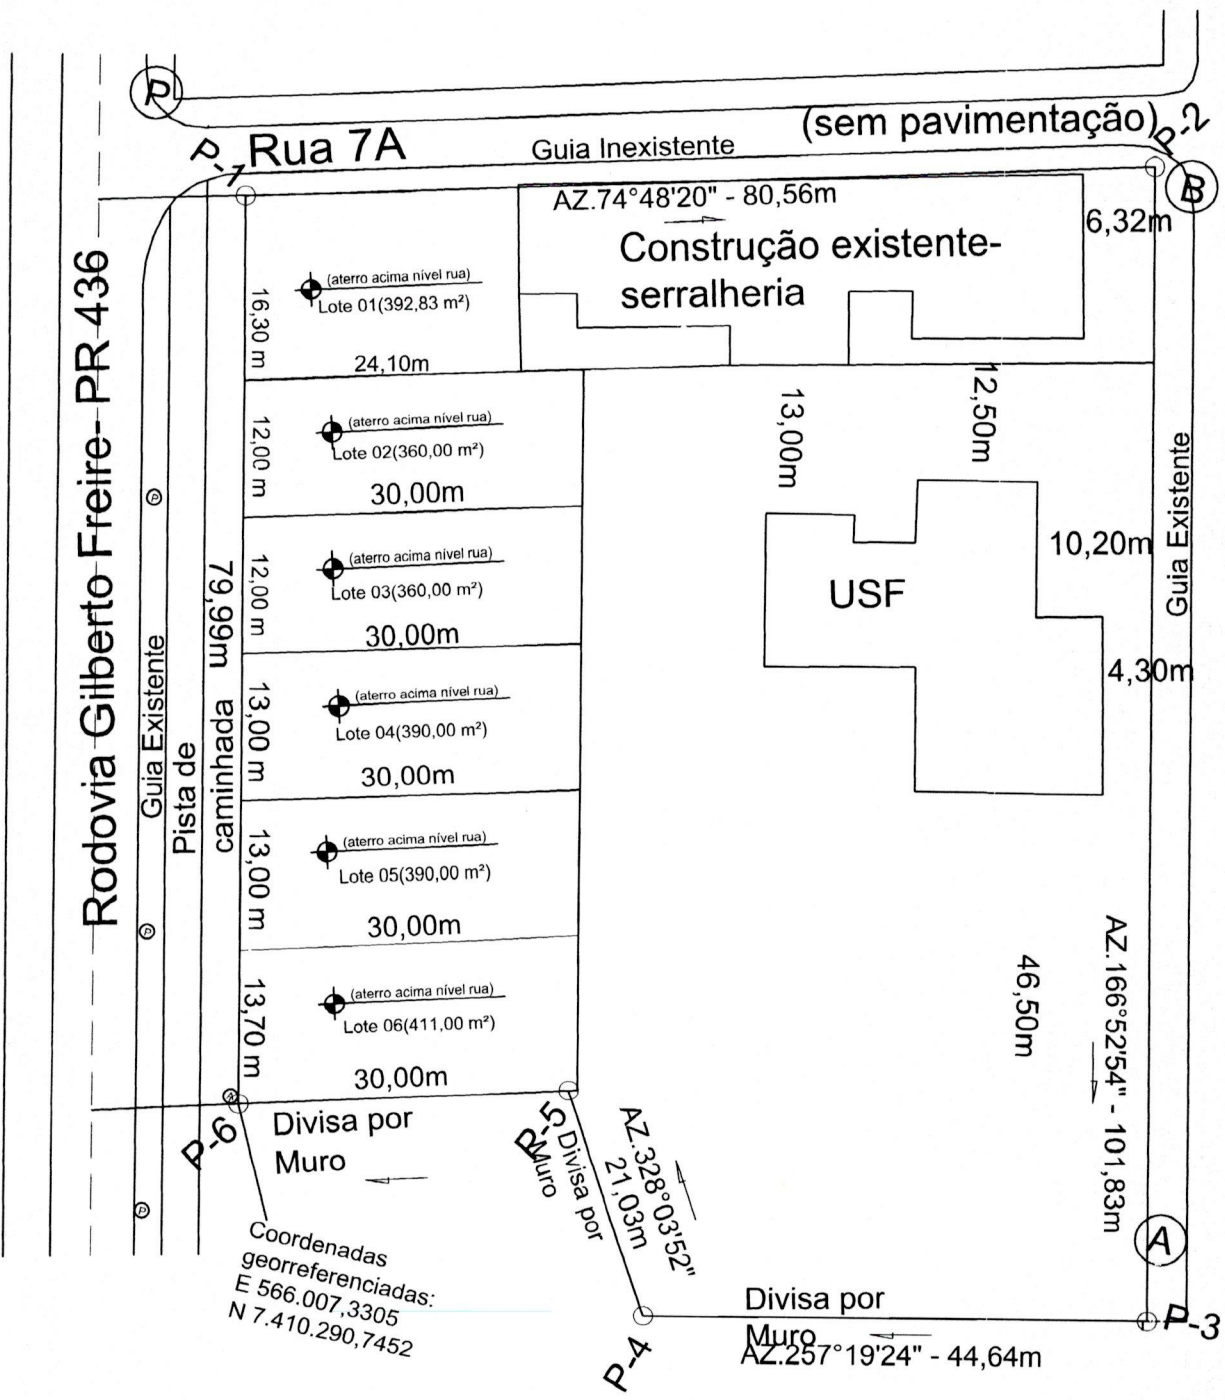 P
P-1
Rua 7A
Guia Inexistente
(sem pavimentação)
P-2
B
AZ.74°48'20" - 80,56m
6,32m
Construção existente-
serralheria
(aterro acima nível rua)
Lote 01(392,83 m²)
16,30 m
24,10m
Rodovia Gilberto Freire- PR 436
(aterro acima nível rua)
Lote 02(360,00 m²)
12,00 m
30,00m
13,00m
12,50m
Guia Existente
P
(aterro acima nível rua)
Lote 03(360,00 m²)
12,00 m
30,00m
USF
10,20m
4,30m
79,99m
Guia Existente
Pista de
caminhada
(aterro acima nível rua)
Lote 04(390,00 m²)
13,00 m
30,00m
(aterro acima nível rua)
Lote 05(390,00 m²)
13,00 m
30,00m
P
AZ.166°52'54" - 101,83m
46,50m
(aterro acima nível rua)
Lote 06(411,00 m²)
13,70 m
30,00m
P-6
Divisa por
Muro
P-5
Divisa por
Muro
AZ.328°03'52"
21,03m
P
A
Coordenadas
georreferenciadas:
E 566.007,3305
N 7.410.290,7452
P-4
Divisa por
Muro
AZ.257°19'24" - 44,64m
P-3